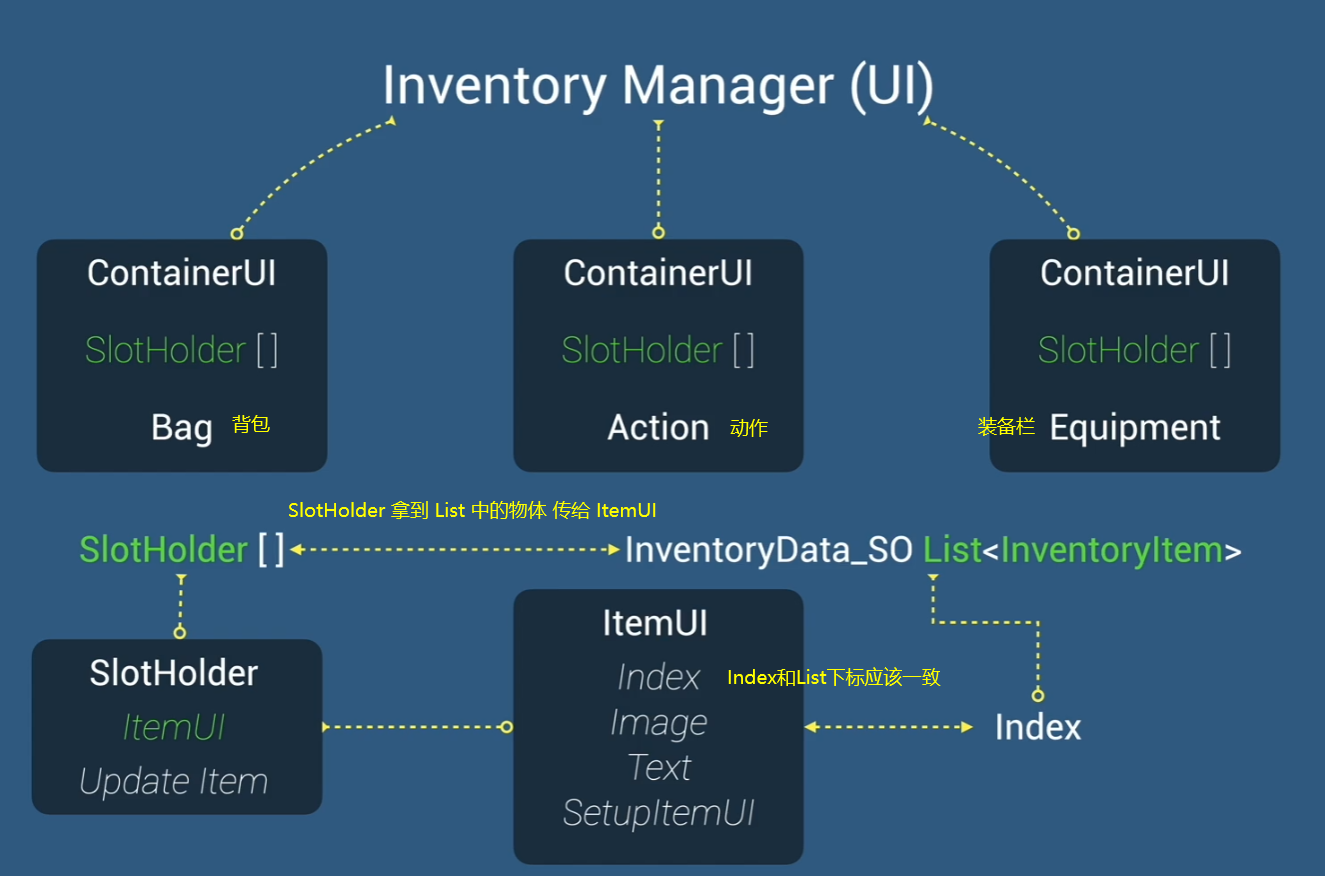 Inventory Manager (UI)
ContainerUI
SlotHolder [ ]
Bag 背包
ContainerUI
SlotHolder [ ]
Action 动作
ContainerUI
SlotHolder [ ]
装备栏 Equipment
SlotHolder 拿到 List 中的物体 传给 ItemUI
SlotHolder [ ]
InventoryData_SO List<InventoryItem>
SlotHolder
ItemUI
Update Item
ItemUI
Index
Index和List下标应该一致
Image
Text
SetupItemUI
Index